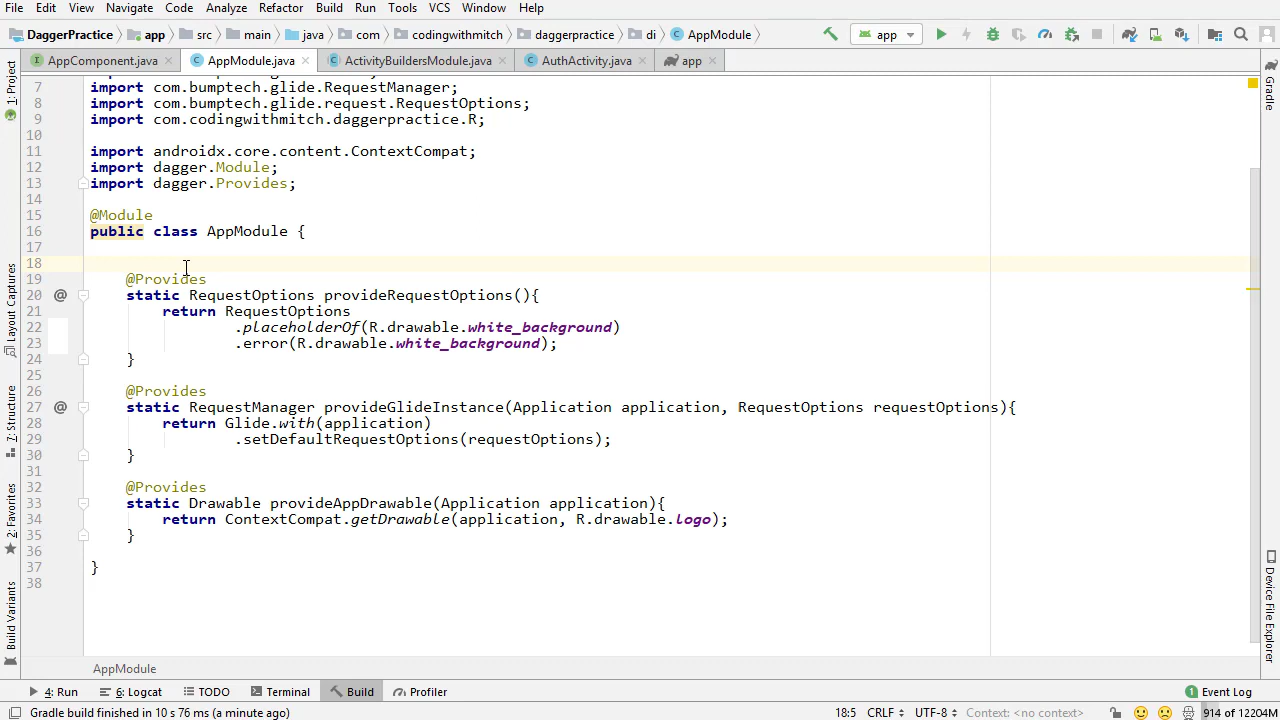 File Edit View Navigate Code Analyze Refactor Build Run Tools VCS Window Help
DaggerPractice app src main java com codingwithmitch daggerpractice di AppModule app
AppComponent.java AppModule.java ActivityBuildersModule.java AuthActivity.java app
1: Project
Layout Captures
Z: Structure
2: Favorites
Build Variants
7 import com.bumptech.glide.RequestManager;
8 import com.bumptech.glide.request.RequestOptions;
9 import com.codingwithmitch.daggerpractice.R;
10
11 import androidx.core.content.ContextCompat;
12 import dagger.Module;
13 import dagger.Provides;
14
15 @Module
16 public class AppModule {
17
18
19 @Provides
20 @ static RequestOptions provideRequestOptions(){
21 return RequestOptions
22 .placeholderOf(R.drawable.white_background)
23 .error(R.drawable.white_background);
24 }
25
26 @Provides
27 @ static RequestManager provideGlideInstance(Application application, RequestOptions requestOptions){
28 return Glide.with(application)
29 .setDefaultRequestOptions(requestOptions);
30 }
31
32 @Provides
33 static Drawable provideAppDrawable(Application application){
34 return ContextCompat.getDrawable(application, R.drawable.logo);
35 }
36
37 }
38
Gradle
Device File Explorer
AppModule
4: Run 6: Logcat TODO Terminal Build Profiler 1 Event Log
Gradle build finished in 10 s 76 ms (a minute ago) 18:5 CRLF UTF-8 Context: <no context> 914 of 12204M